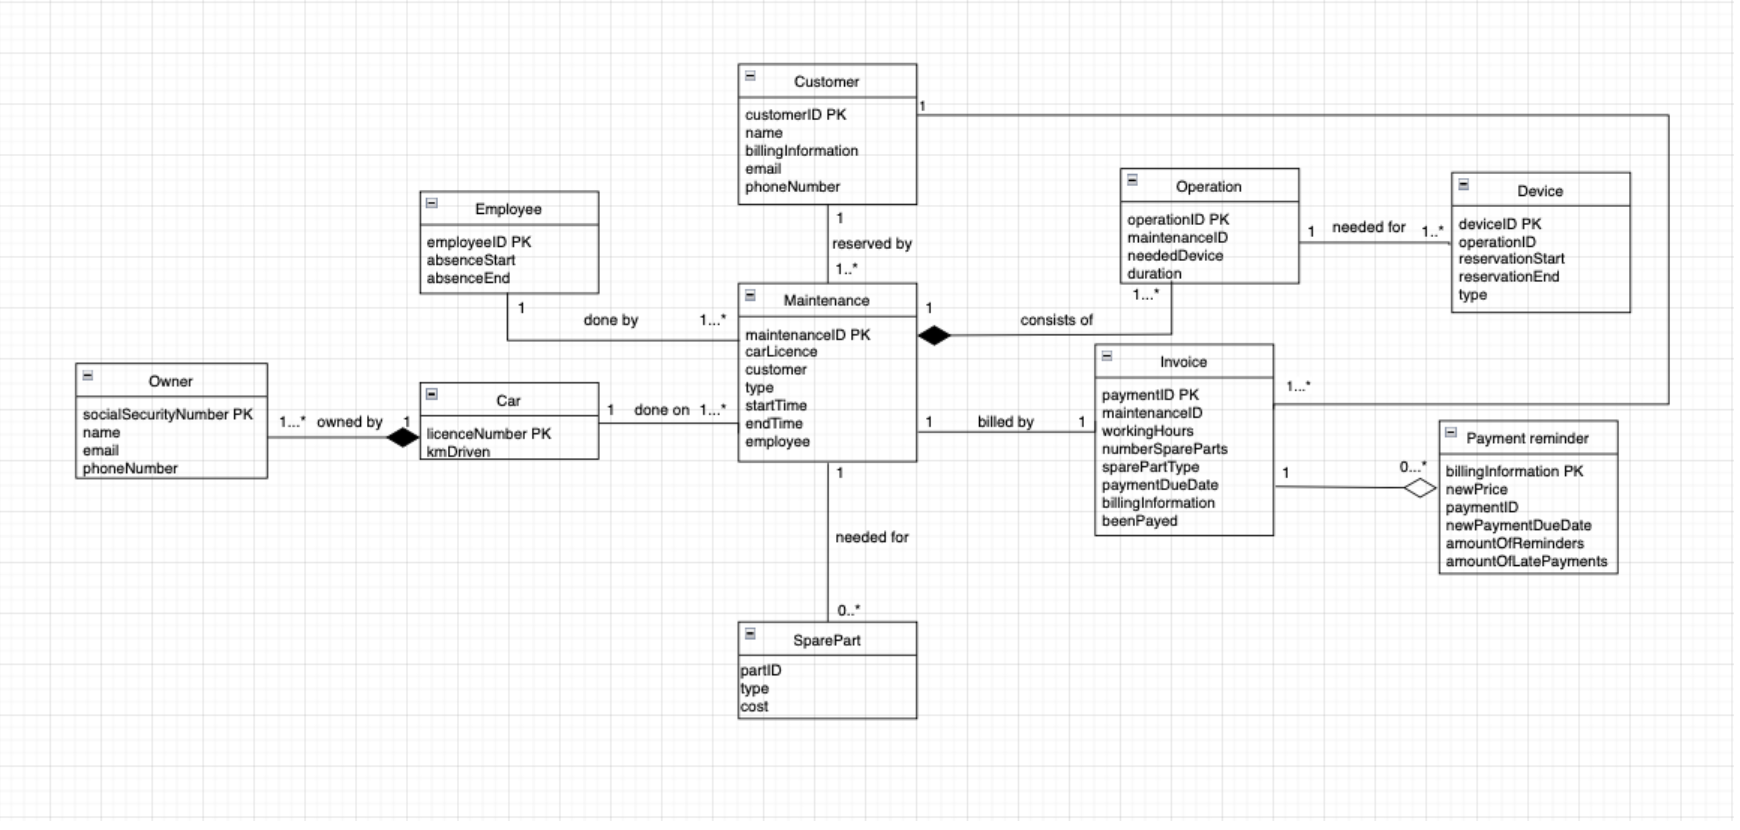 Customer
customerID PK
name
billingInformation
email
phoneNumber
1
1
reserved by
1..*
Employee
employeeID PK
absenceStart
absenceEnd
1
done by
1...*
Operation
operationID PK
maintenanceID
neededDevice
duration
1...*
1
needed for
1..*
Device
deviceID PK
operationID
reservationStart
reservationEnd
type
Maintenance
maintenanceID PK
carLicence
customer
type
startTime
endTime
employee
1
consists of
Owner
socialSecurityNumber PK
name
email
phoneNumber
1...*
owned by
1
Car
licenceNumber PK
kmDriven
1
done on
1...*
1
billed by
1
Invoice
paymentID PK
maintenanceID
workingHours
numberSpareParts
sparePartType
paymentDueDate
billingInformation
beenPayed
1...*
1
0...*
Payment reminder
billingInformation PK
newPrice
paymentID
newPaymentDueDate
amountOfReminders
amountOfLatePayments
1
needed for
0..*
SparePart
partID
type
cost